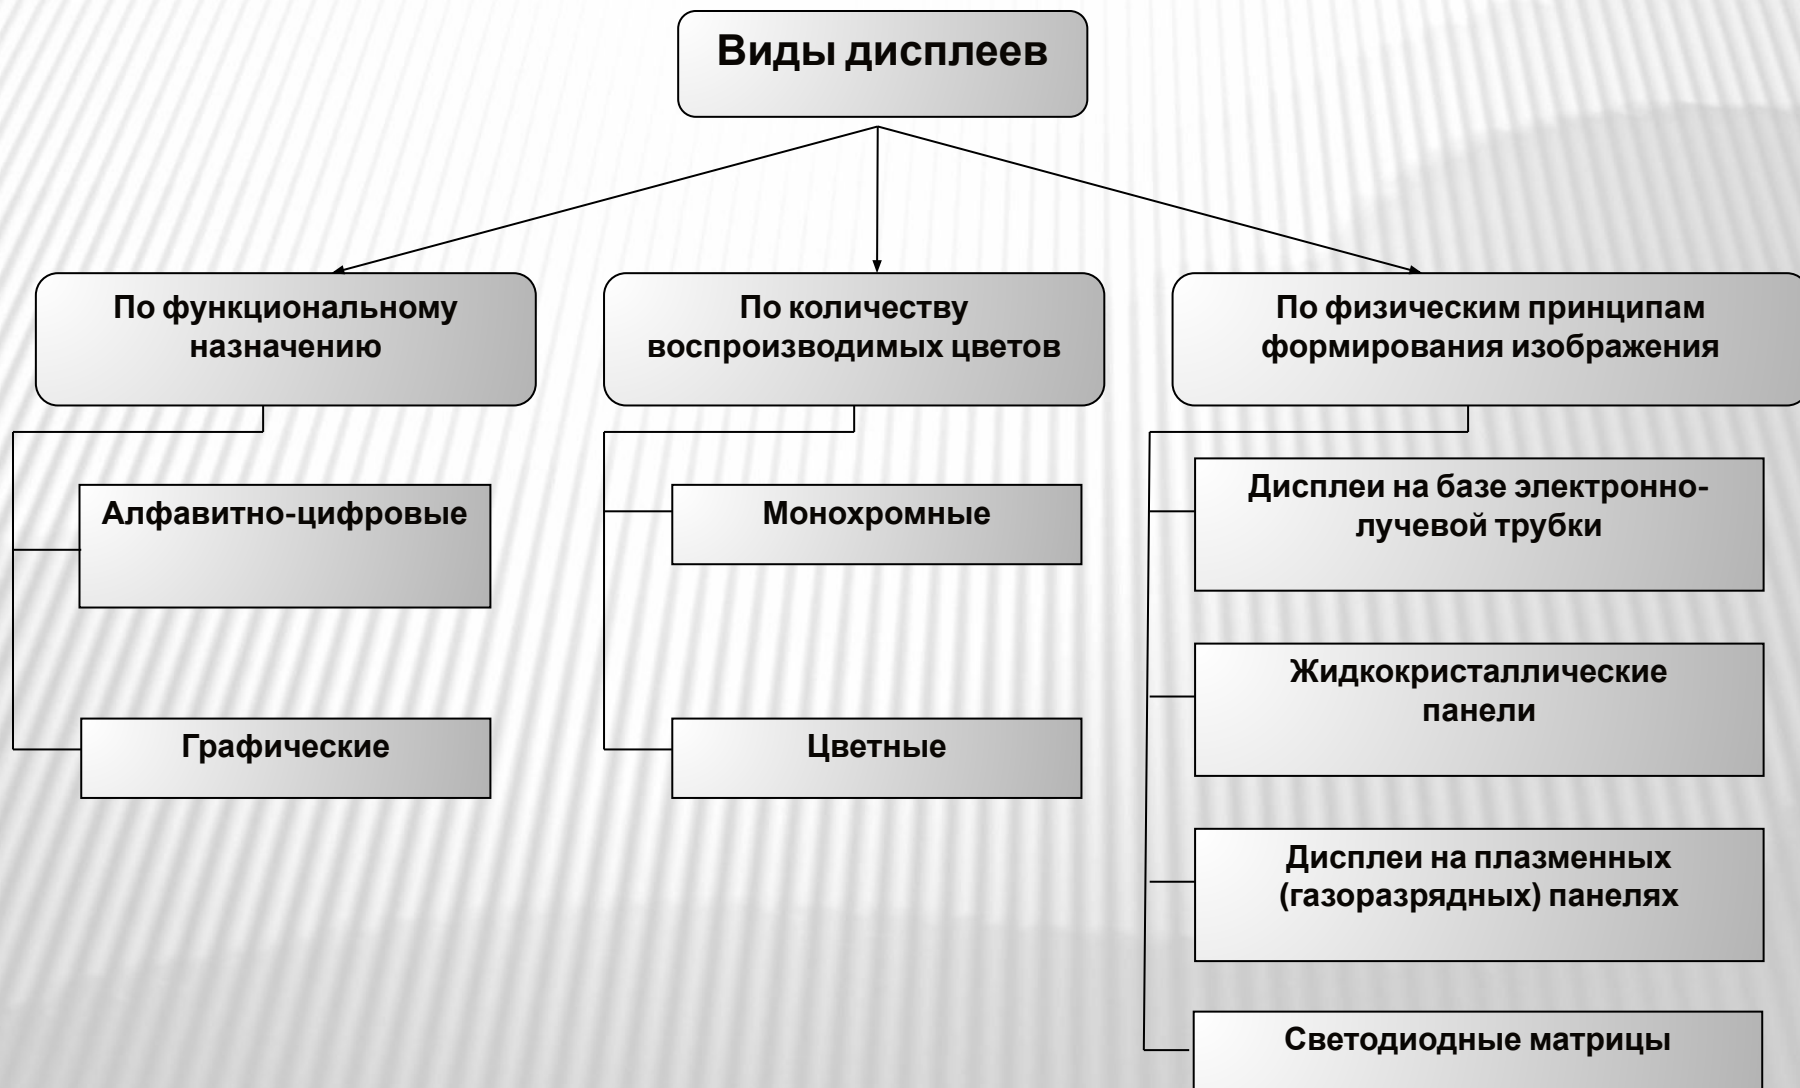 Виды дисплеев
По функциональному
назначению
Алфавитно-цифровые
Графические
По количеству
воспроизводимых цветов
Монохромные
Цветные
По физическим принципам
формирования изображения
Дисплеи на базе электронно-
лучевой трубки
Жидкокристаллические
панели
Дисплеи на плазменных
(газоразрядных) панелях
Светодиодные матрицы